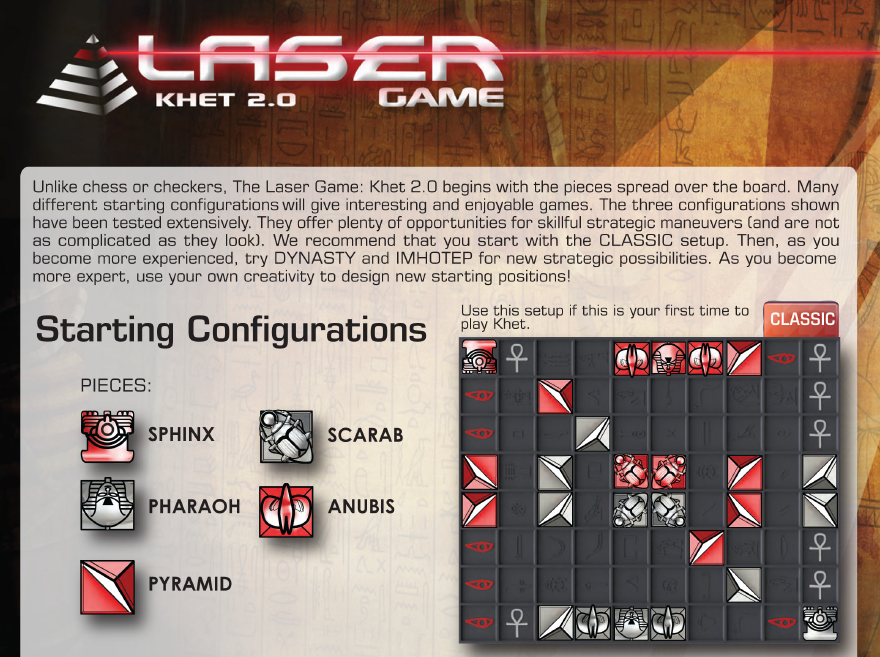 LASER
KHET 2.0 GAME
Unlike chess or checkers, The Laser Game: Khet 2.0 begins with the pieces spread over the board. Many
different starting configurations will give interesting and enjoyable games. The three configurations shown
have been tested extensively. They offer plenty of opportunities for skillful strategic maneuvers (and are not
as complicated as they look). We recommend that you start with the CLASSIC setup. Then, as you
become more experienced, try DYNASTY and IMHOTEP for new strategic possibilities. As you become
more expert, use your own creativity to design new starting positions!
Starting Configurations
PIECES:
SPHINX
SCARAB
PHARAOH
ANUBIS
PYRAMID
Use this setup if this is your first time to
play Khet.
CLASSIC